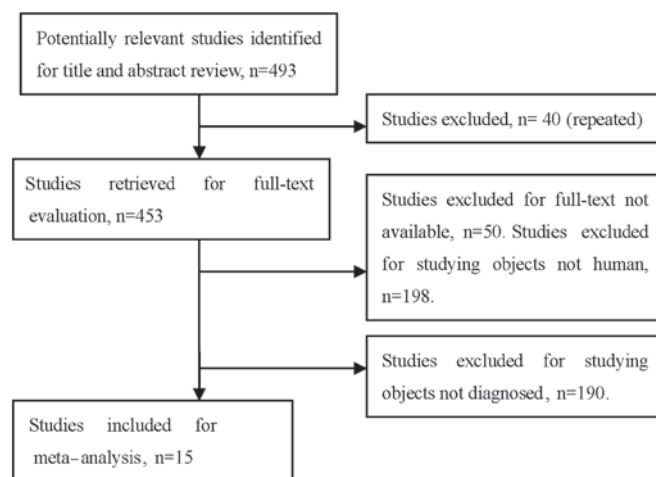 Potentially relevant studies identified
for title and abstract review, n=493
Studies excluded, n= 40 (repeated)
Studies retrieved for full-text
evaluation, n=453
Studies excluded for full-text not
available, n=50. Studies excluded
for studying objects not human,
n=198.
Studies excluded for studying
objects not diagnosed, n=190.
Studies included for
meta-analysis, n=15